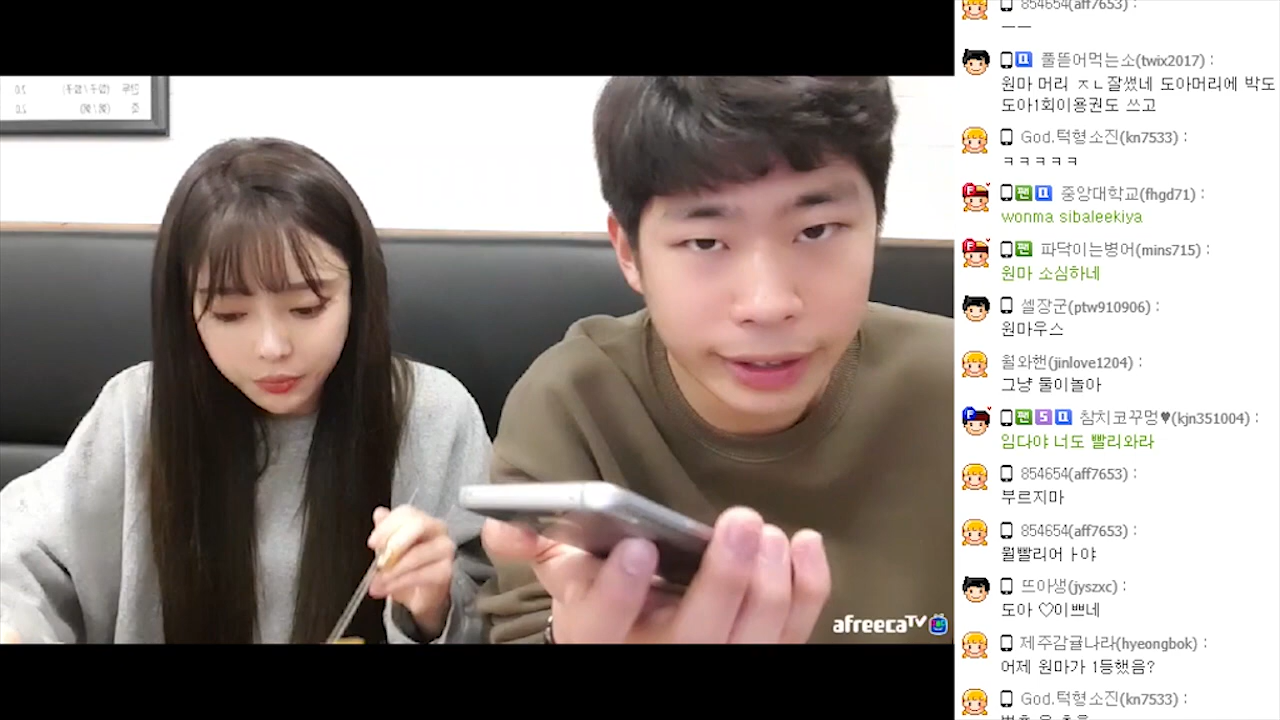 854654(aff7653) :
ㅡㅡ
풀뜯어먹는소(twix2017) :
원마 머리 ㅈㄴ잘썼네 도아머리에 박도
도아1회이용권도 쓰고
God.턱형소진(kn7533) :
ㅋㅋㅋㅋㅋ
팬 중앙대학교(fhgd71) :
wonma sibaleekiya
팬 파닥이는병어(mins715) :
원마 소심하네
셀장군(ptw910906) :
원마우스
월와핸(jinlove1204) :
그냥 둘이놀아
팬 S 참치코꾸멍♥(kjn351004) :
임다야 너도 빨리와라
854654(aff7653) :
부르지마
854654(aff7653) :
뭘빨리어ㅏ야
뜨아생(jyszxc) :
도아 ♡이쁘네
제주감귤나라(hyeongbok) :
어제 원마가 1등했음?
God.턱형소진(kn7533) :
afreecaTV